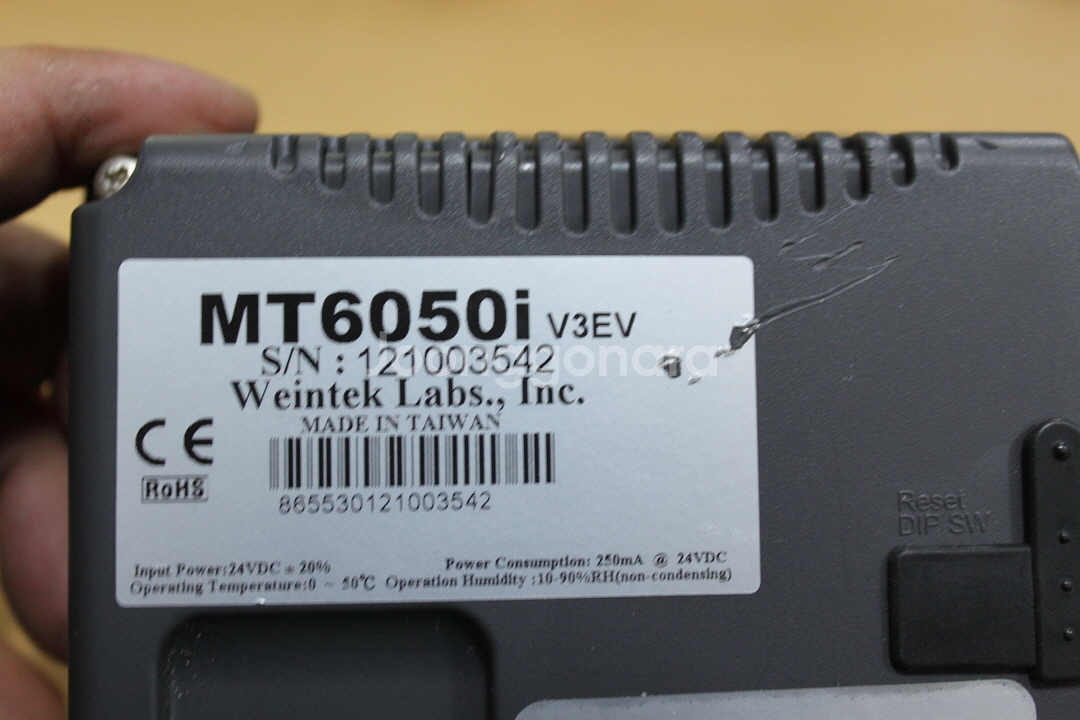 MT6050i V3EV
S/N : 121003542
Weintek Labs., Inc.
MADE IN TAIWAN
CE
RoHS
865530121003542
Input Power:24VDC ± 20%
Power Consumption: 250mA @ 24VDC
Operating Temperature:0 ~ 50℃
Operation Humidity :10-90%RH(non-condensing)
Reset
DIP SW